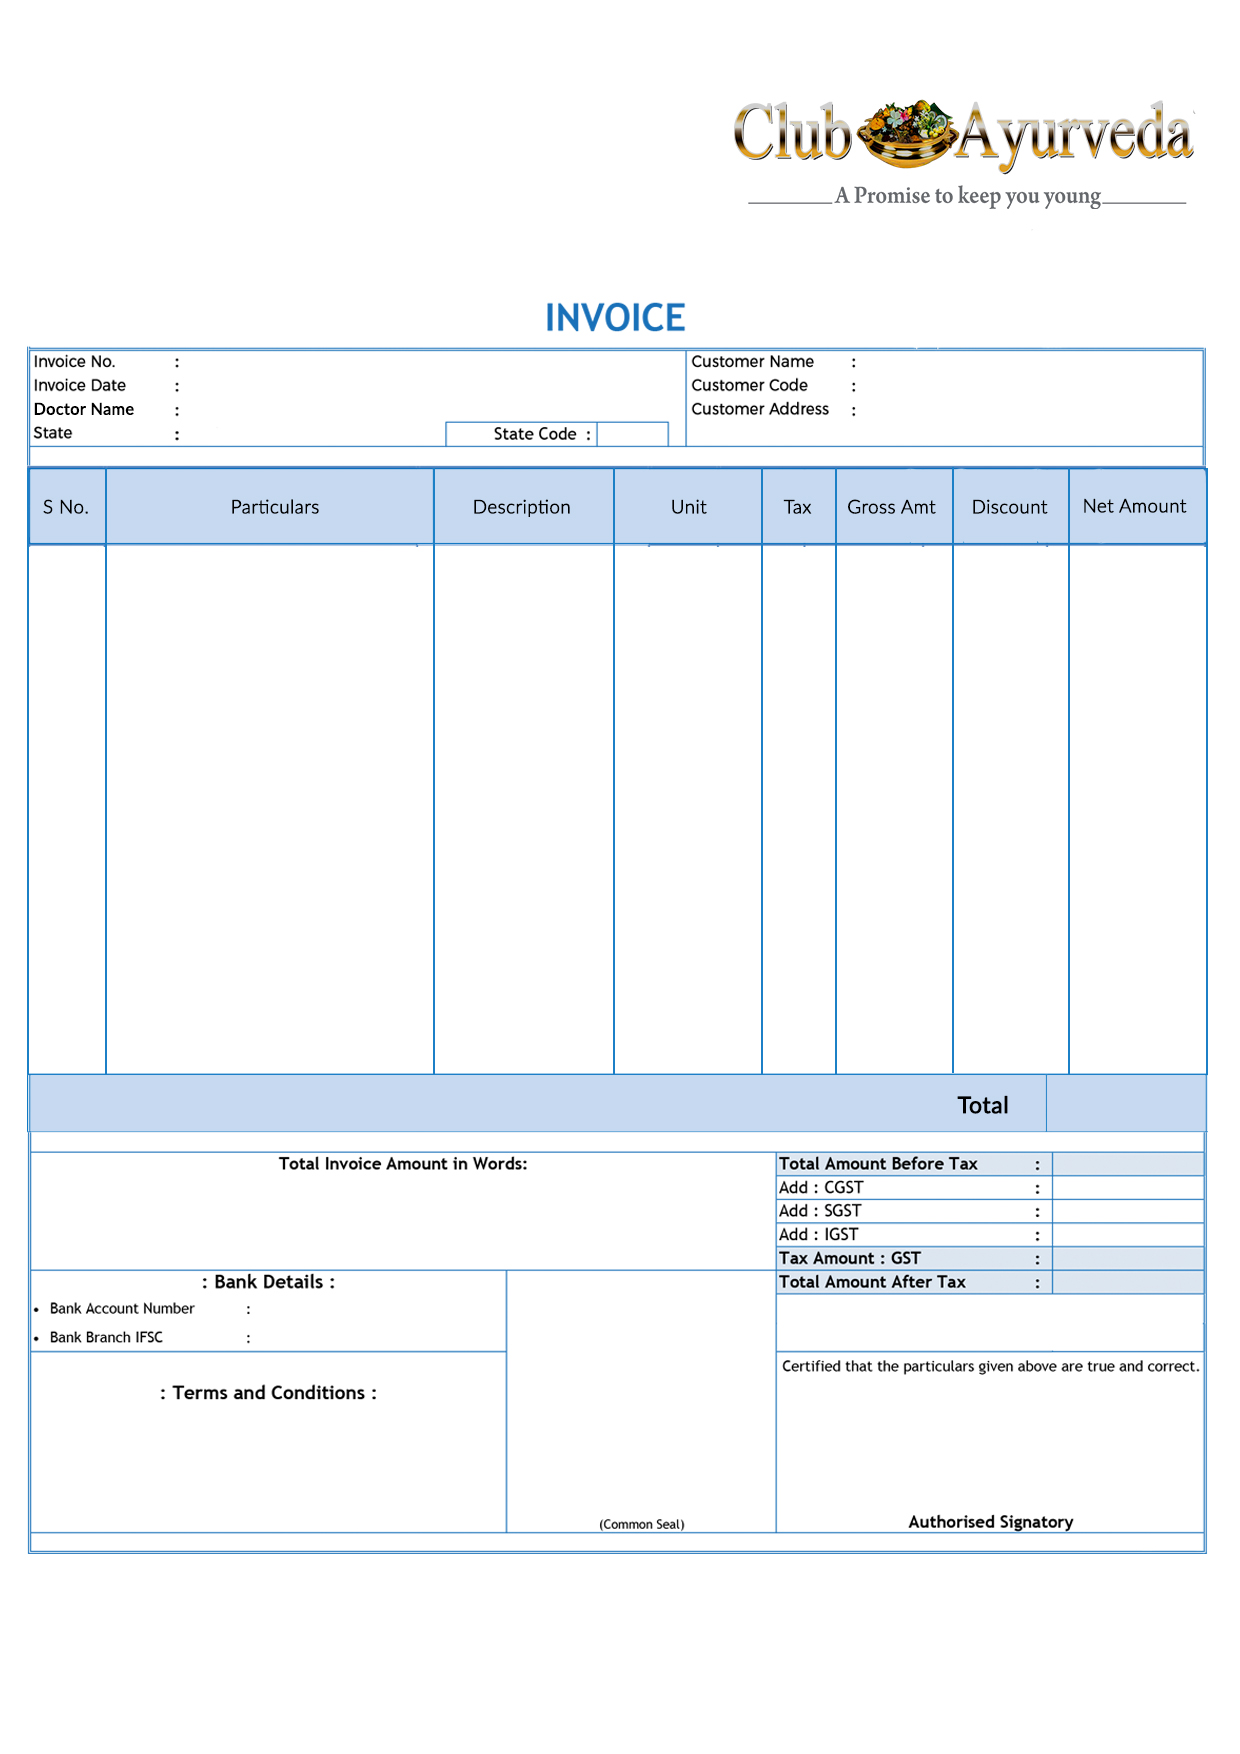 Club Ayurveda
A Promise to keep you young
INVOICE
Invoice No. :
Invoice Date :
Doctor Name :
State :
State Code :
Customer Name :
Customer Code :
Customer Address :
S No. Particulars Description Unit Tax Gross Amt Discount Net Amount
Total
Total Invoice Amount in Words:
Total Amount Before Tax :
Add : CGST :
Add : SGST :
Add : IGST :
Tax Amount : GST :
Total Amount After Tax :
: Bank Details :
• Bank Account Number :
• Bank Branch IFSC :
: Terms and Conditions :
(Common Seal)
Certified that the particulars given above are true and correct.
Authorised Signatory